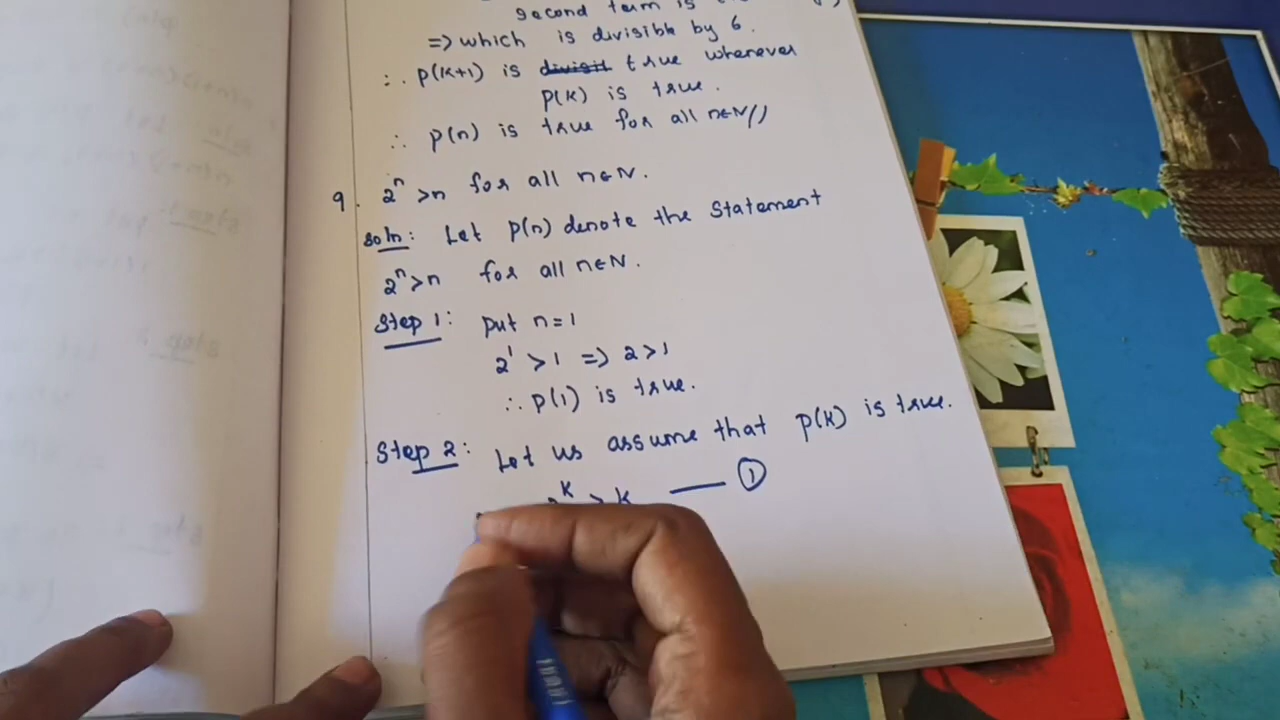 second term is
=> which is divisible by 6.
∴ p(k+1) is true whenever
p(k) is true.
∴ p(n) is true for all n∈N//
9. 2ⁿ >n for all n∈N.
soln: Let p(n) denote the Statement
2ⁿ>n for all n∈N.
Step 1: put n=1
2¹ >1 => 2>1
∴ p(1) is true.
Step 2: Let us assume that p(k) is true.
2ᵏ > k —— ①